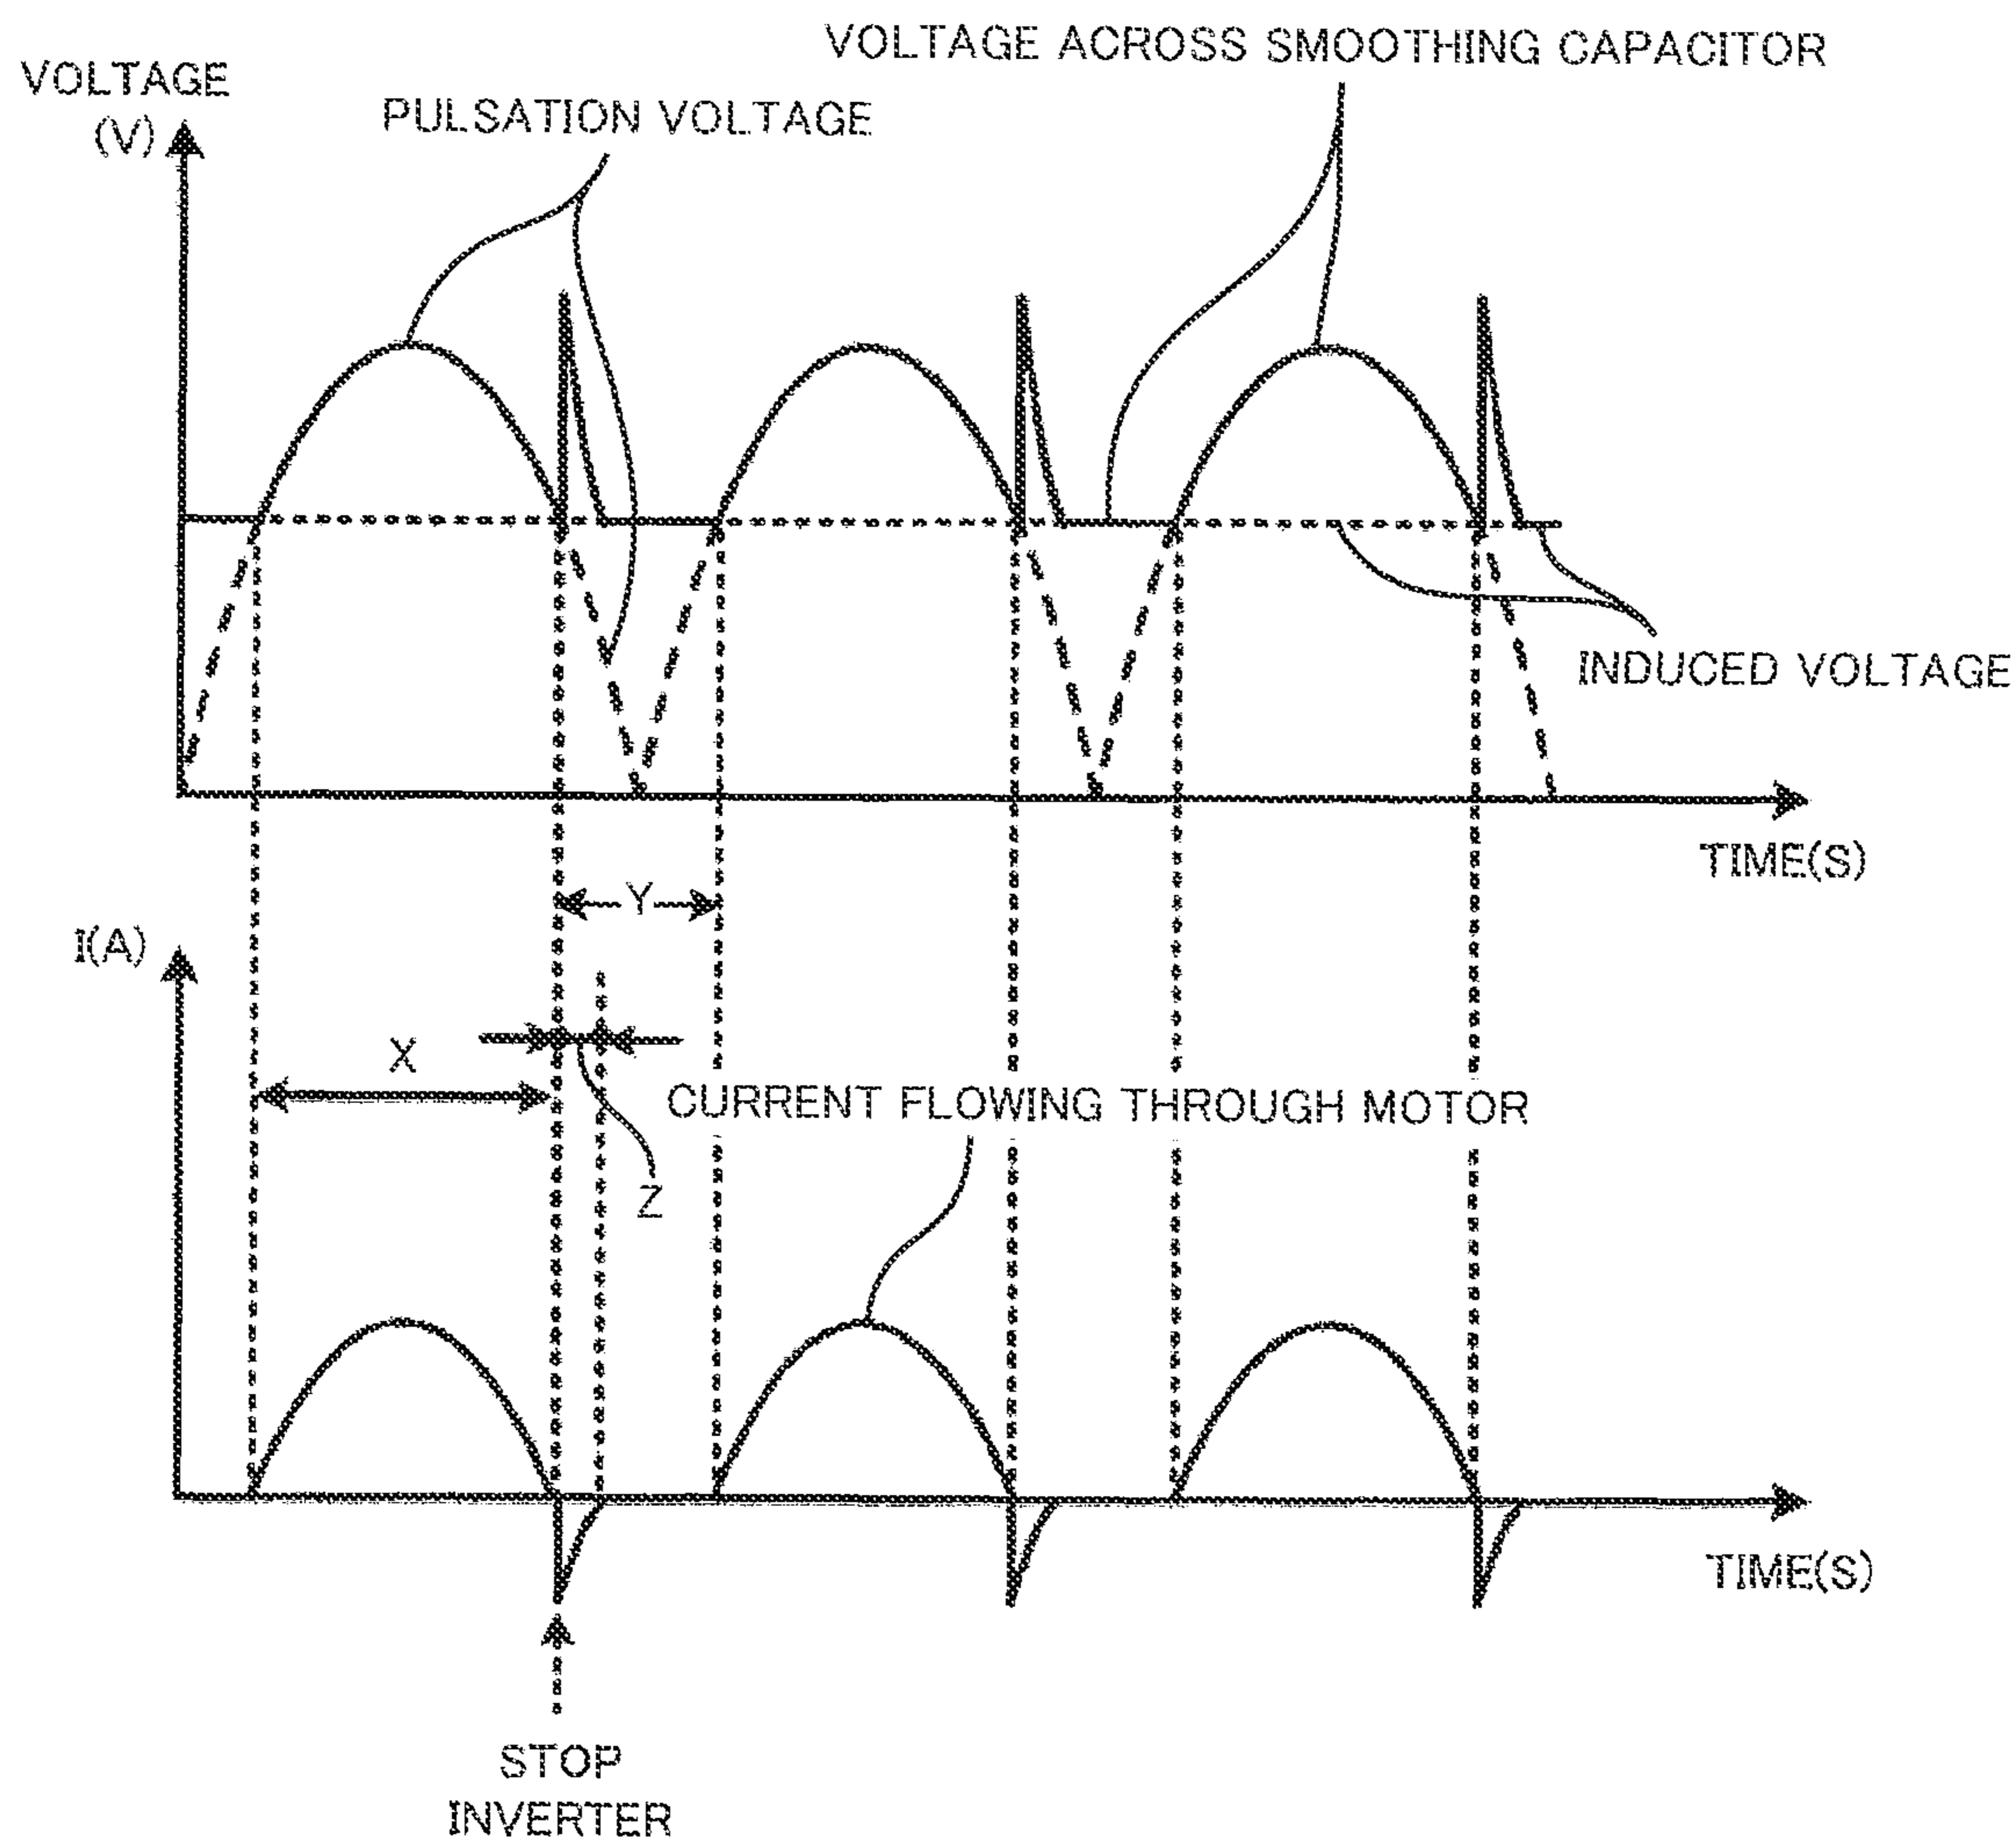 VOLTAGE ACROSS SMOOTHING CAPACITOR
VOLTAGE
(V)
PULSATION VOLTAGE
INDUCED VOLTAGE
TIME(S)
Y
I(A)
X
CURRENT FLOWING THROUGH MOTOR
Z
TIME(S)
STOP
INVERTER